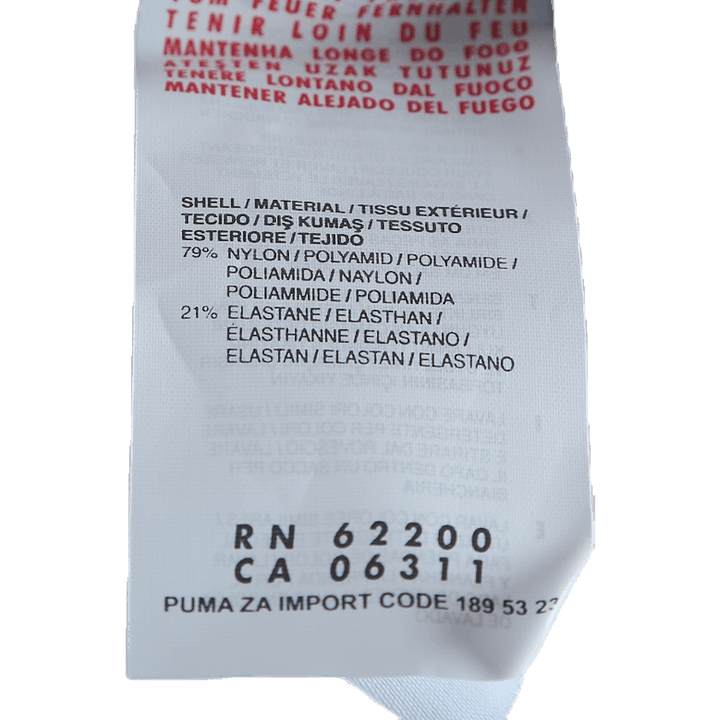 VOM FEUER FERNHALTEN
TENIR LOIN DU FEU
MANTENHA LONGE DO FOGO
ATEŞTEN UZAK TUTUNUZ
TENERE LONTANO DAL FUOCO
MANTENER ALEJADO DEL FUEGO
SHELL / MATERIAL / TISSU EXTÉRIEUR /
TECIDO / DIŞ KUMAŞ / TESSUTO
ESTERIORE / TEJIDO
79% NYLON / POLYAMID / POLYAMIDE /
POLIAMIDA / NAYLON /
POLIAMMIDE / POLIAMIDA
21% ELASTANE / ELASTHAN /
ÉLASTHANNE / ELASTANO /
ELASTAN / ELASTAN / ELASTANO
RN 62200
CA 06311
PUMA ZA IMPORT CODE 189 53 23